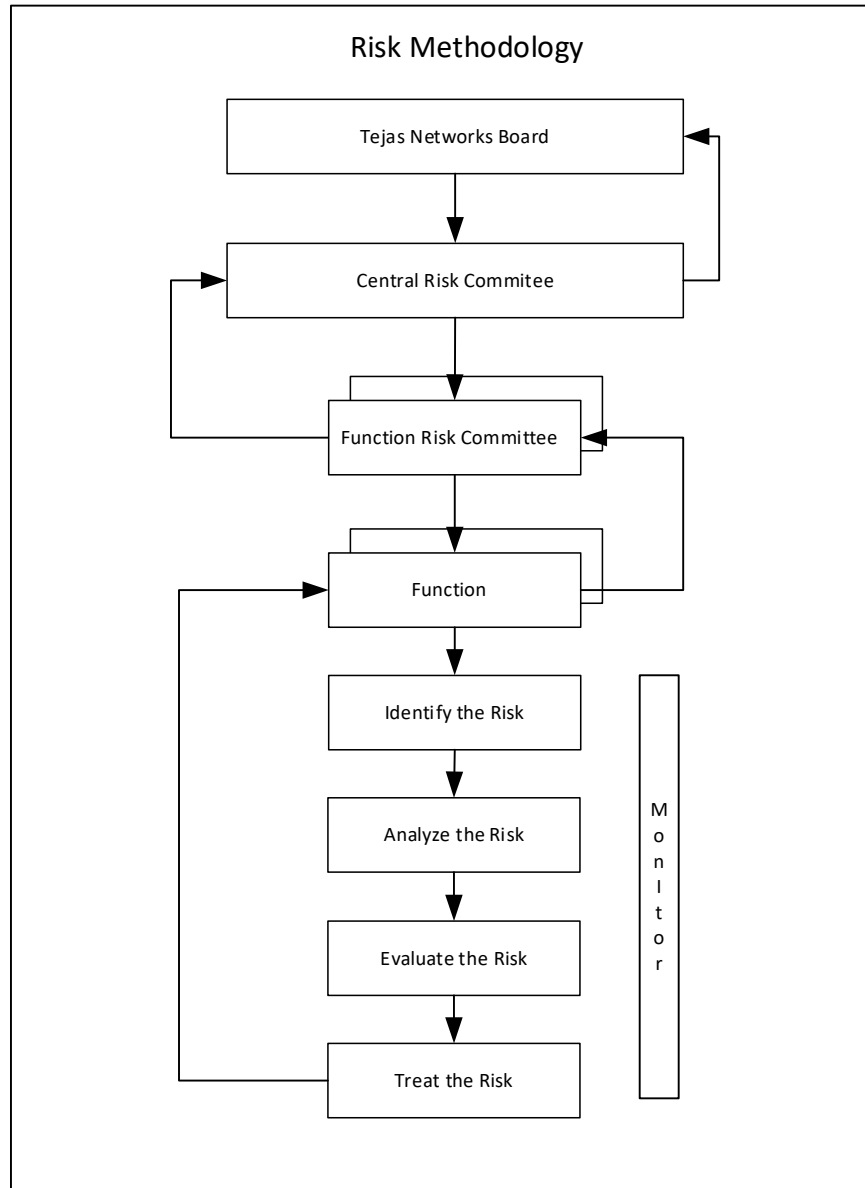 Risk Methodology
Tejas Networks Board
Central Risk Commitee
Function Risk Committee
Function
Identify the Risk
Analyze the Risk
Evaluate the Risk
Treat the Risk
M
o
n
I
t
o
r